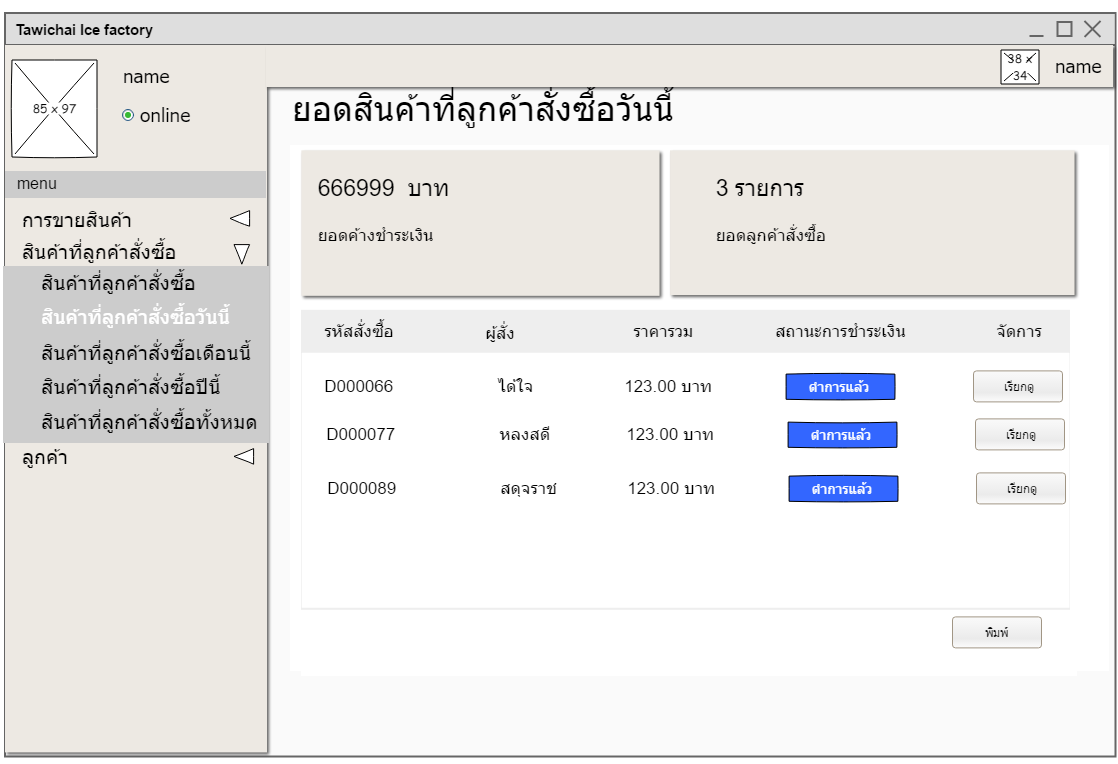 Tawichai Ice factory
85 x 97
name
online
38 x 34
name
menu
การขายสินค้า
สินค้าที่ลูกค้าสั่งซื้อ
สินค้าที่ลูกค้าสั่งซื้อ
สินค้าที่ลูกค้าสั่งซื้อวันนี้
สินค้าที่ลูกค้าสั่งซื้อเดือนนี้
สินค้าที่ลูกค้าสั่งซื้อปีนี้
สินค้าที่ลูกค้าสั่งซื้อทั้งหมด
ลูกค้า
ยอดสินค้าที่ลูกค้าสั่งซื้อวันนี้
666999 บาท
ยอดค้างชำระเงิน
3 รายการ
ยอดลูกค้าสั่งซื้อ
รหัสสั่งซื้อ ผู้สั่ง ราคารวม สถานะการชำระเงิน จัดการ
D000066 ได้ใจ 123.00 บาท ดำการแล้ว เรียกดู
D000077 หลงสดี 123.00 บาท ดำการแล้ว เรียกดู
D000089 สดุจราช 123.00 บาท ดำการแล้ว เรียกดู
พิมพ์